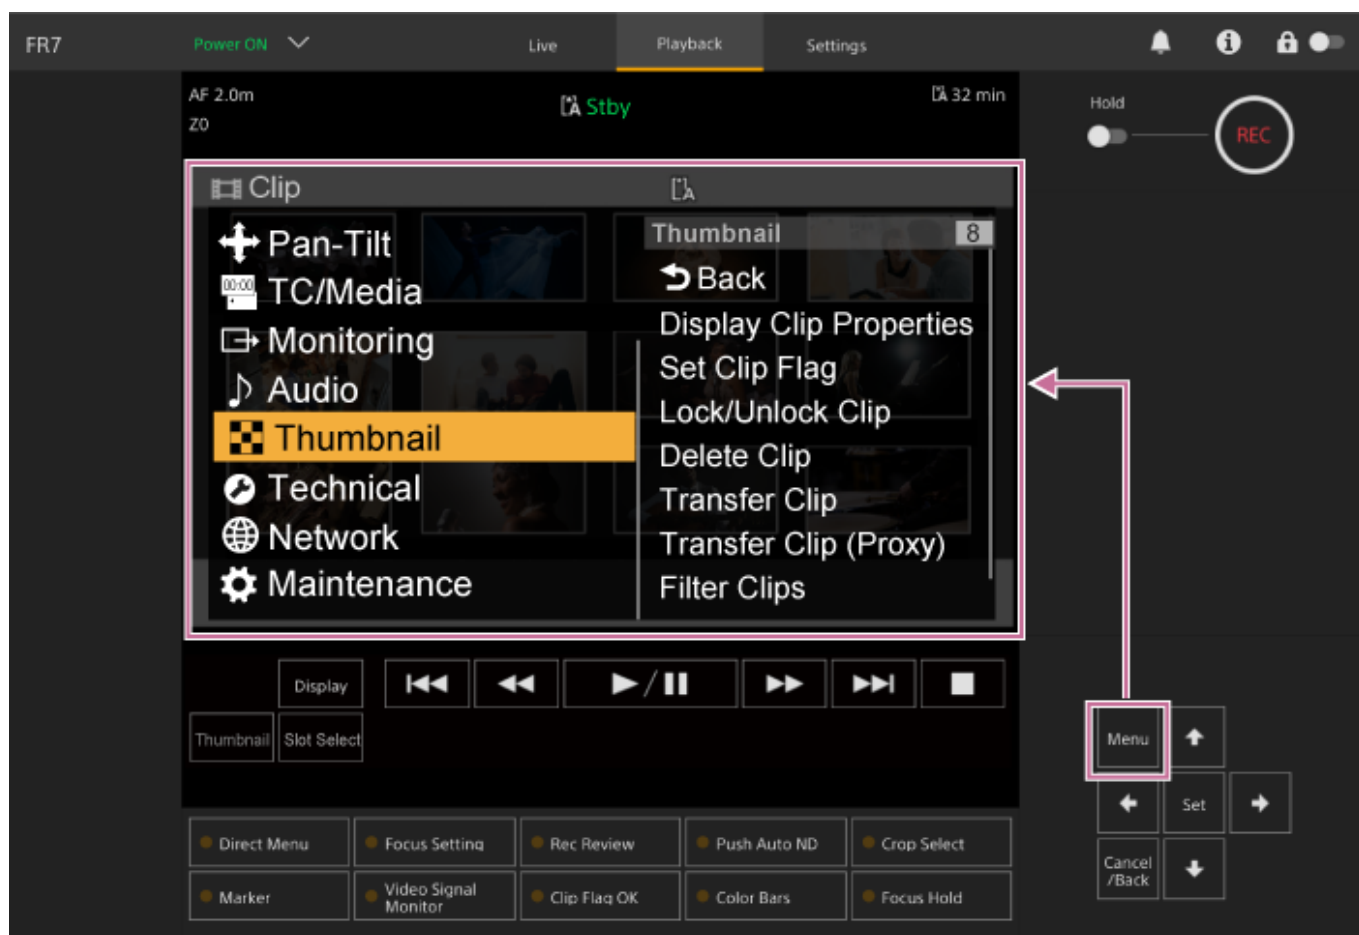 FR7
Power ON
Live
Playback
Settings
AF 2.0m
A Stby
A 32 min
Z0
Hold
REC
Clip
A
Pan-Tilt
00:00 TC/Media
Monitoring
Audio
Thumbnail
Technical
Network
Maintenance
Thumbnail 8
Back
Display Clip Properties
Set Clip Flag
Lock/Unlock Clip
Delete Clip
Transfer Clip
Transfer Clip (Proxy)
Filter Clips
Display
Thumbnail
Slot Select
Menu
Set
Cancel
/Back
Direct Menu
Focus Setting
Rec Review
Push Auto ND
Crop Select
Marker
Video Signal
Monitor
Clip Flag OK
Color Bars
Focus Hold